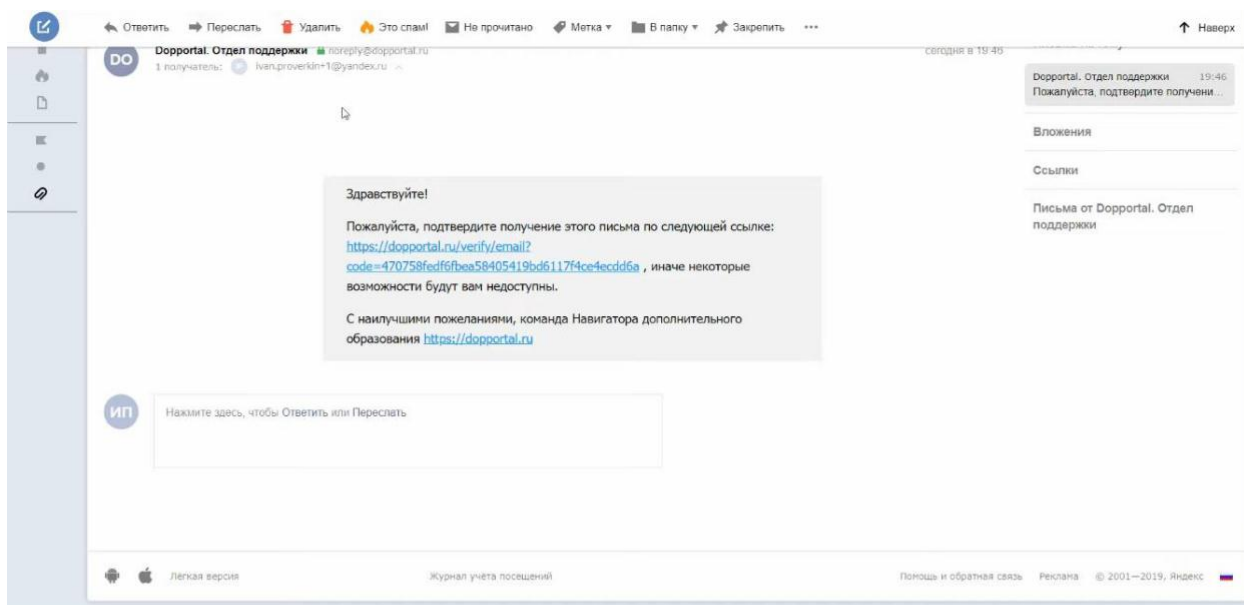 Ответить Переслать Удалить Это спам! Не прочитано Метка В папку Закрепить ... Наверх
DO Dopportal. Отдел поддержки noreply@dopportal.ru сегодня в 19:46
1 получатель: ivan.proverkin+1@yandex.ru
Dopportal. Отдел поддержки 19:46
Пожалуйста, подтвердите получени...
Вложения
Ссылки
Письма от Dopportal. Отдел
поддержки
Здравствуйте!
Пожалуйста, подтвердите получение этого письма по следующей ссылке:
https://dopportal.ru/verify/email?
code=470758fedf6fbea58405419bd6117f4ce4ecdd6a , иначе некоторые
возможности будут вам недоступны.
С наилучшими пожеланиями, команда Навигатора дополнительного
образования https://dopportal.ru
ИП Нажмите здесь, чтобы Ответить или Переслать
Лёгкая версия Журнал учёта посещений Помощь и обратная связь Реклама © 2001—2019, Яндекс